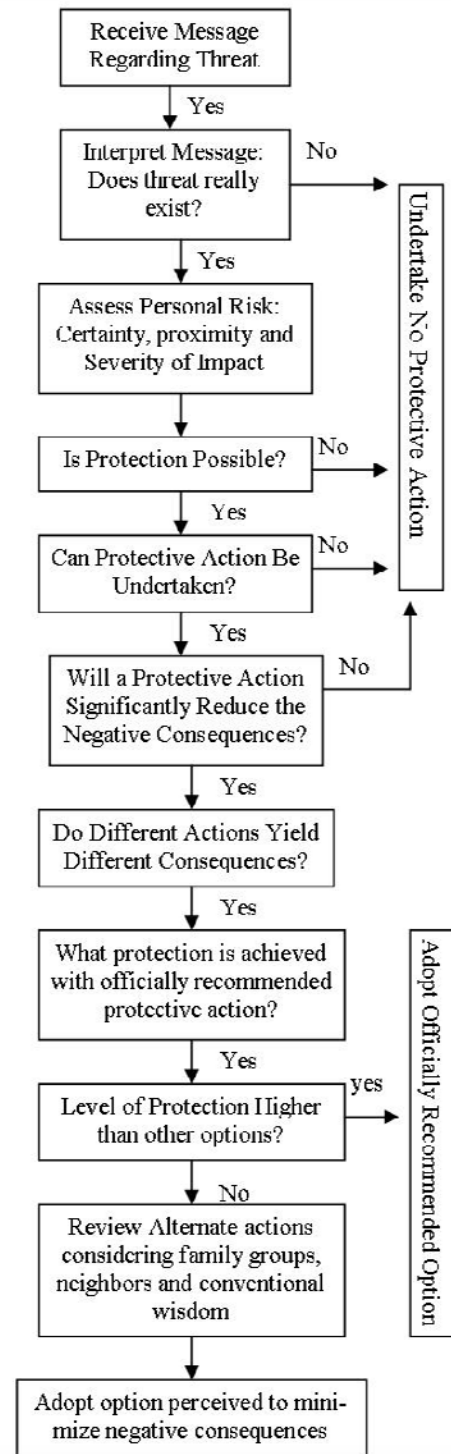 Receive Message
Regarding Threat
Yes
Interpret Message:
Does threat really
exist?
No
Yes
Assess Personal Risk:
Certainty, proximity and
Severity of Impact
Undertake No Protective Action
Is Protection Possible?
No
Yes
Can Protective Action Be
Undertaken?
No
Yes
Will a Protective Action
Significantly Reduce the
Negative Consequences?
No
Yes
Do Different Actions Yield
Different Consequences?
Yes
What protection is achieved
with officially recommended
protective action?
Yes
Level of Protection Higher
than other options?
yes
Adopt Officially Recommended Option
No
Review Alternate actions
considering family groups,
neighbors and conventional
wisdom
Adopt option perceived to mini-
mize negative consequences